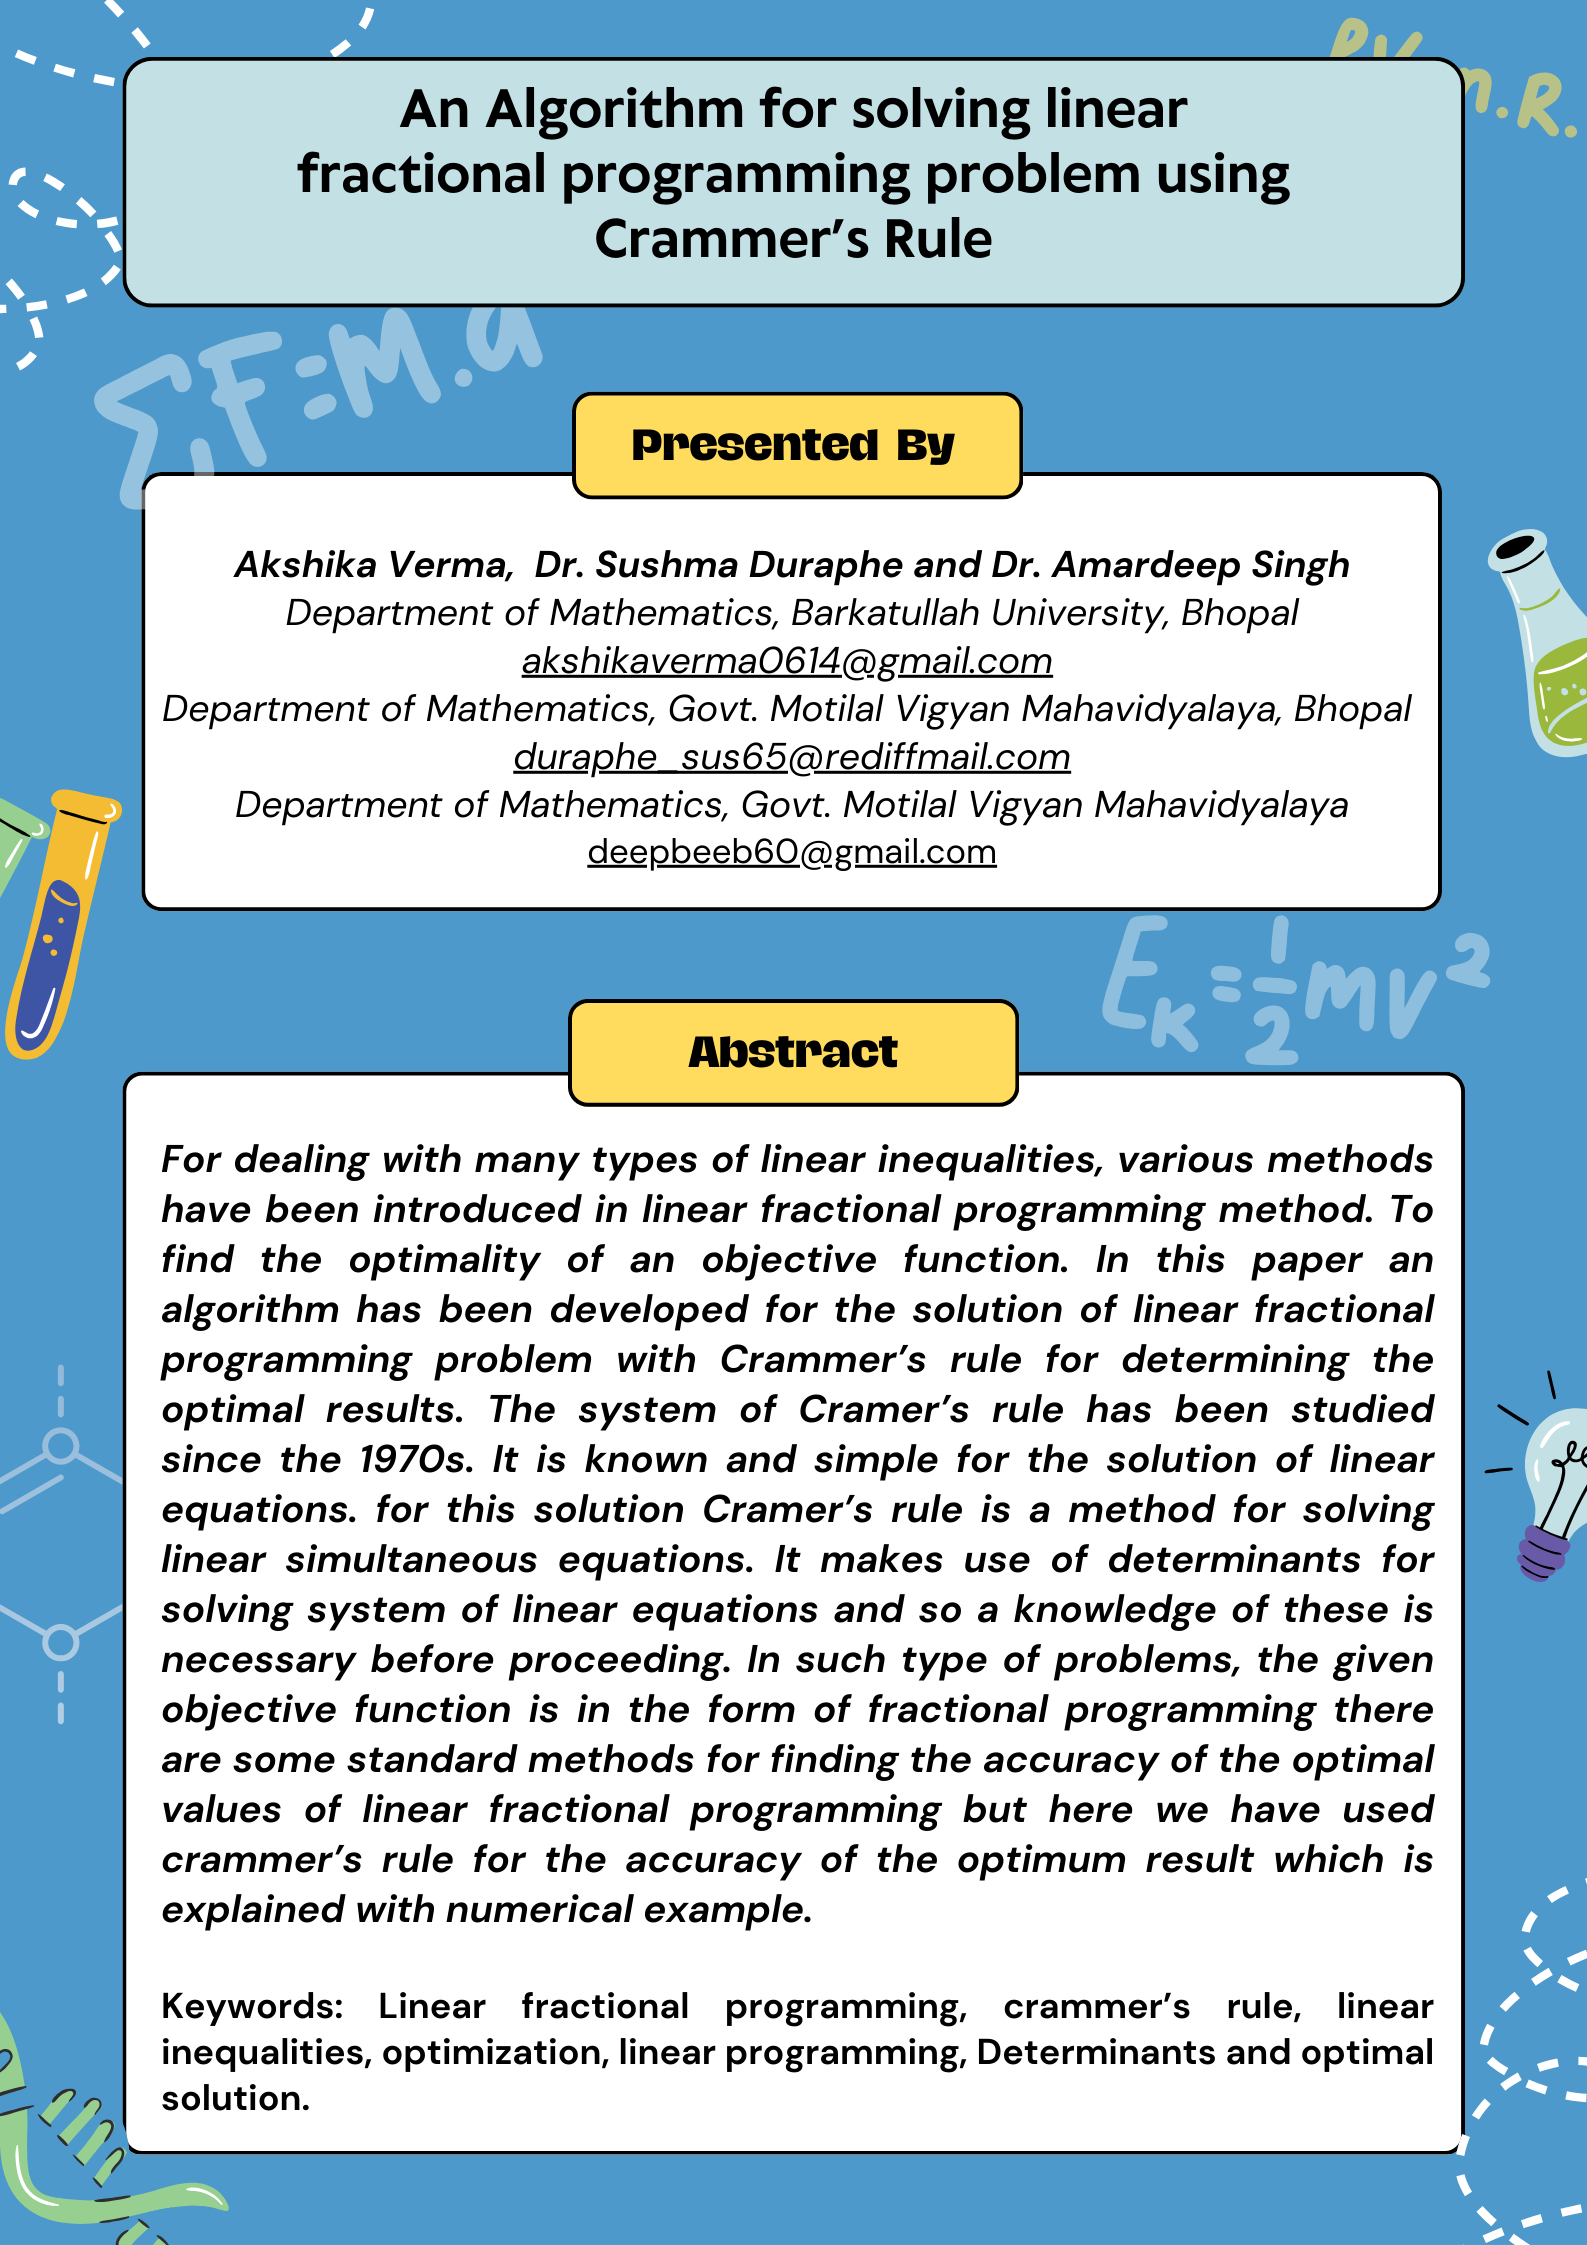 An Algorithm for solving linear
fractional programming problem using
Crammer's Rule
Σ,F=M.a
Presented By
Akshika Verma, Dr. Sushma Duraphe and Dr. Amardeep Singh
Department of Mathematics, Barkatullah University, Bhopal
akshikaverma0614@gmail.com
Department of Mathematics, Govt. Motilal Vigyan Mahavidyalaya, Bhopal
duraphe_sus65@rediffmail.com
Department of Mathematics, Govt. Motilal Vigyan Mahavidyalaya
deepbeeb60@gmail.com
Eₖ=½mv²
Abstract
For dealing with many types of linear inequalities, various methods
have been introduced in linear fractional programming method. To
find the optimality of an objective function. In this paper an
algorithm has been developed for the solution of linear fractional
programming problem with Crammer's rule for determining the
optimal results. The system of Cramer's rule has been studied
since the 1970s. It is known and simple for the solution of linear
equations. for this solution Cramer's rule is a method for solving
linear simultaneous equations. It makes use of determinants for
solving system of linear equations and so a knowledge of these is
necessary before proceeding. In such type of problems, the given
objective function is in the form of fractional programming there
are some standard methods for finding the accuracy of the optimal
values of linear fractional programming but here we have used
crammer's rule for the accuracy of the optimum result which is
explained with numerical example.
Keywords: Linear fractional programming, crammer's rule, linear
inequalities, optimization, linear programming, Determinants and optimal
solution.